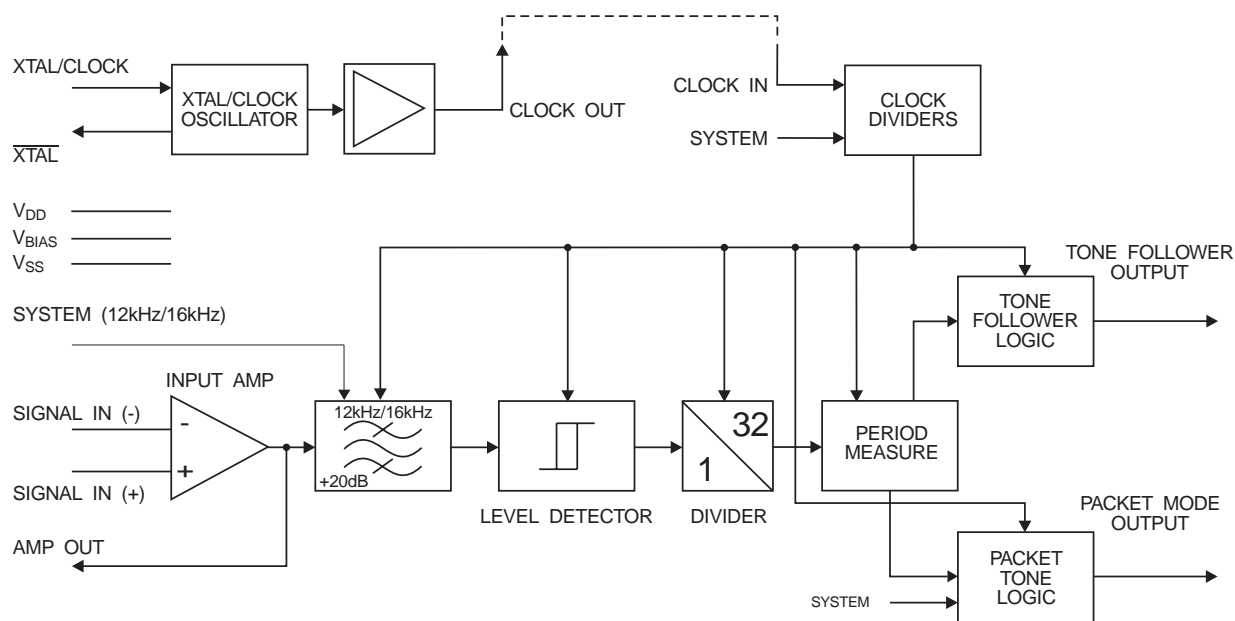 XTAL/CLOCK
XTAL
XTAL/CLOCK
OSCILLATOR
CLOCK OUT
CLOCK IN
SYSTEM
CLOCK
DIVIDERS
VDD
VBIAS
VSS
SYSTEM (12kHz/16kHz)
INPUT AMP
SIGNAL IN (-)
-
+
SIGNAL IN (+)
AMP OUT
12kHz/16kHz
+20dB
LEVEL DETECTOR
32
1
DIVIDER
PERIOD
MEASURE
TONE
FOLLOWER
LOGIC
TONE FOLLOWER
OUTPUT
PACKET
TONE
LOGIC
SYSTEM
PACKET MODE
OUTPUT